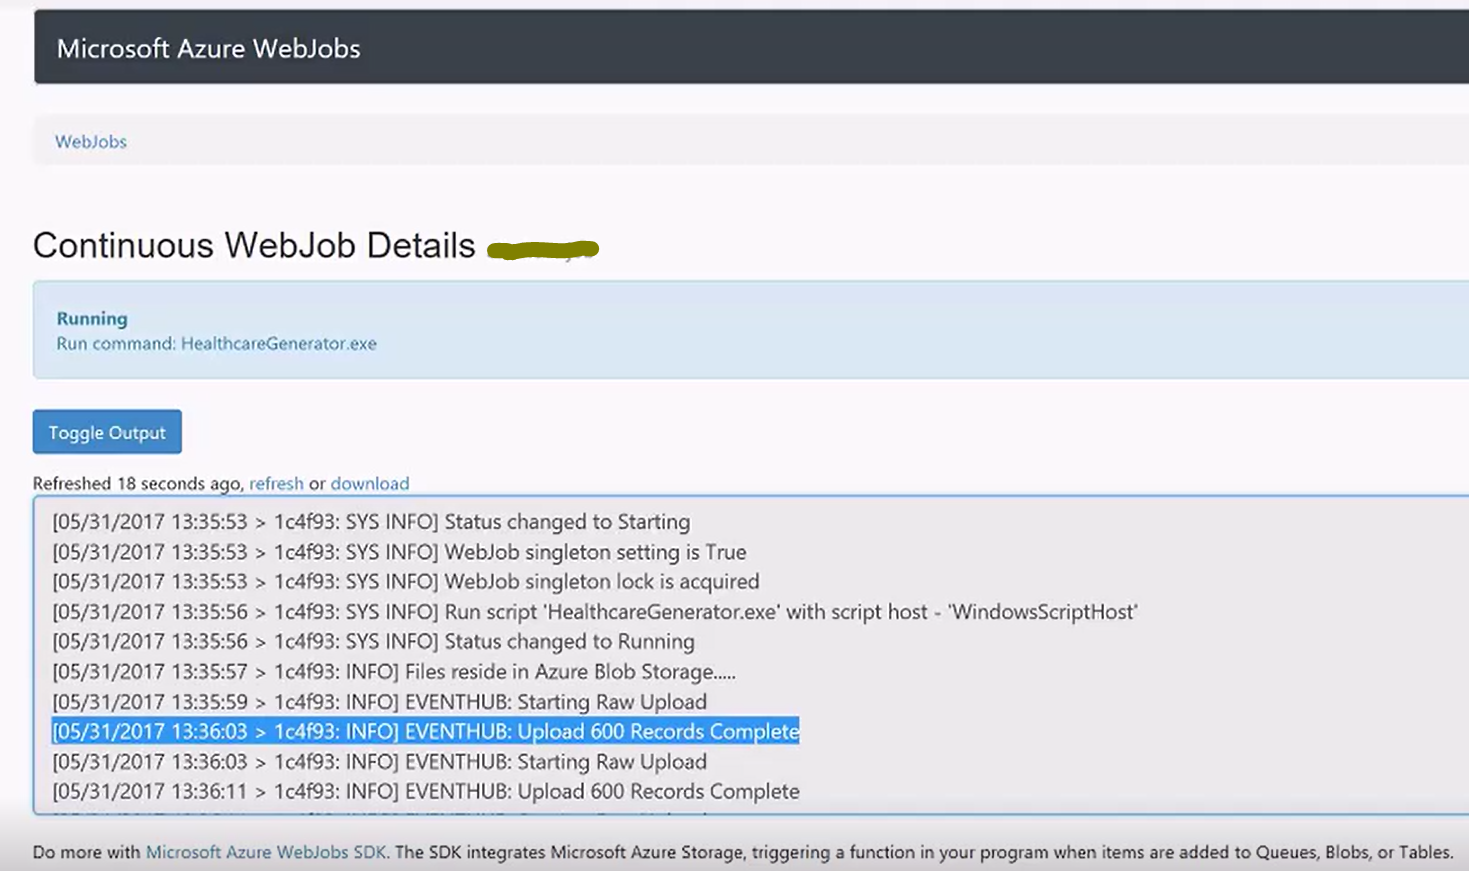 Microsoft Azure WebJobs
WebJobs
Continuous WebJob Details
Running
Run command: HealthcareGenerator.exe
Toggle Output
Refreshed 18 seconds ago, refresh or download
[05/31/2017 13:35:53 > 1c4f93: SYS INFO] Status changed to Starting
[05/31/2017 13:35:53 > 1c4f93: SYS INFO] WebJob singleton setting is True
[05/31/2017 13:35:53 > 1c4f93: SYS INFO] WebJob singleton lock is acquired
[05/31/2017 13:35:56 > 1c4f93: SYS INFO] Run script 'HealthcareGenerator.exe' with script host - 'WindowsScriptHost'
[05/31/2017 13:35:56 > 1c4f93: SYS INFO] Status changed to Running
[05/31/2017 13:35:57 > 1c4f93: INFO] Files reside in Azure Blob Storage.....
[05/31/2017 13:35:59 > 1c4f93: INFO] EVENTHUB: Starting Raw Upload
[05/31/2017 13:36:03 > 1c4f93: INFO] EVENTHUB: Upload 600 Records Complete
[05/31/2017 13:36:03 > 1c4f93: INFO] EVENTHUB: Starting Raw Upload
[05/31/2017 13:36:11 > 1c4f93: INFO] EVENTHUB: Upload 600 Records Complete
Do more with Microsoft Azure WebJobs SDK. The SDK integrates Microsoft Azure Storage, triggering a function in your program when items are added to Queues, Blobs, or Tables.